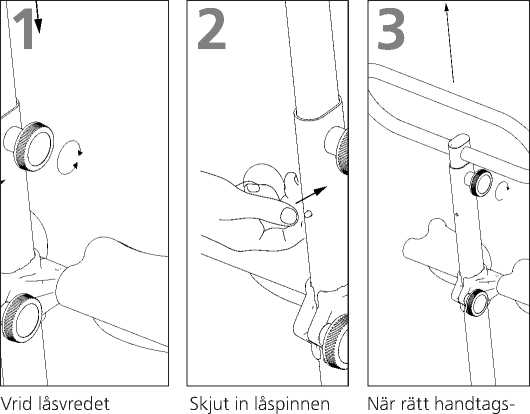 1
2
3
Vrid låsvredet
Skjut in låspinnen
När rätt handtags-